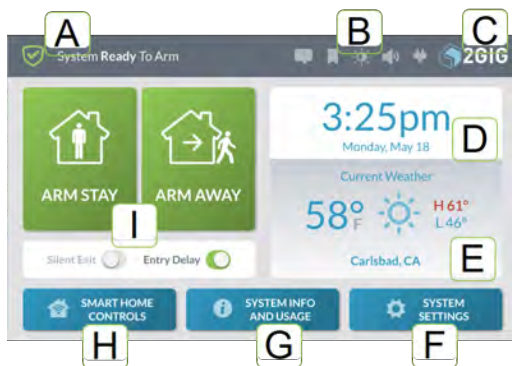 A
B
C
System Ready To Arm
2GIG
3:25pm
D
Monday, May 18
Current Weather
58°F
H 61°
L 46°
ARM STAY
ARM AWAY
I
Silent Exit
Entry Delay
Carlsbad, CA
E
SMART HOME
CONTROLS
SYSTEM INFO
AND USAGE
SYSTEM
SETTINGS
H
G
F